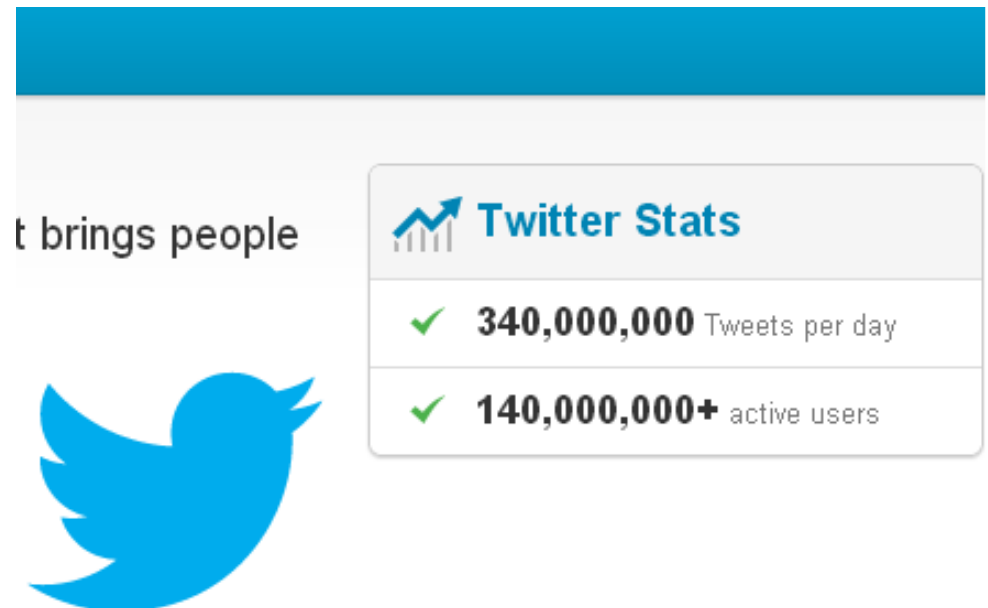 t brings people
Twitter Stats
340,000,000 Tweets per day
140,000,000+ active users